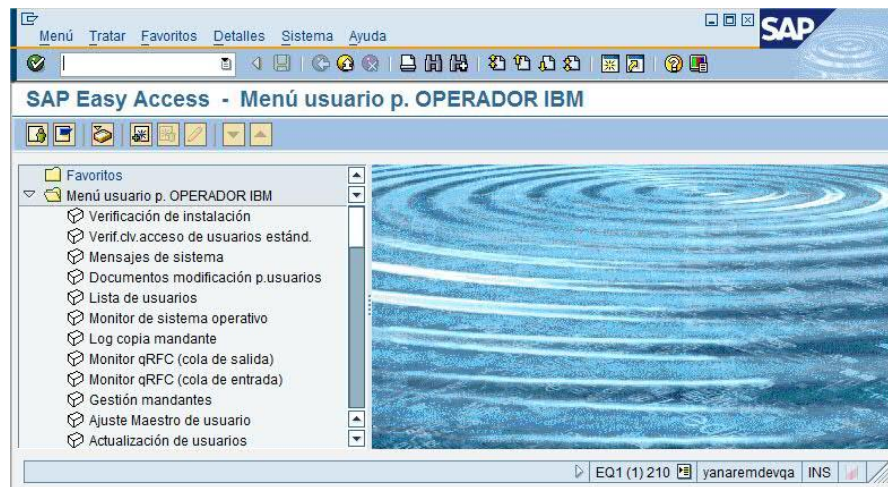 Menú Tratar Favoritos Detalles Sistema Ayuda
SAP
SAP Easy Access - Menú usuario p. OPERADOR IBM
Favoritos
Menú usuario p. OPERADOR IBM
Verificación de instalación
Verif.clv.acceso de usuarios estánd.
Mensajes de sistema
Documentos modificación p.usuarios
Lista de usuarios
Monitor de sistema operativo
Log copia mandante
Monitor qRFC (cola de salida)
Monitor qRFC (cola de entrada)
Gestión mandantes
Ajuste Maestro de usuario
Actualización de usuarios
EQ1 (1) 210 yanaremdevqa INS